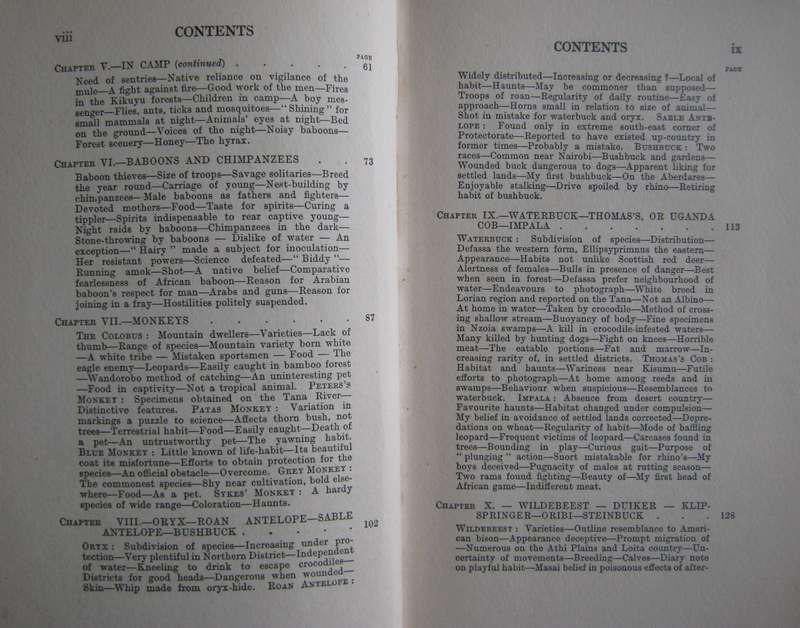 viii
CONTENTS
PAGE
CHAPTER V.—IN CAMP (continued) . . . . . 61
Need of sentries—Native reliance on vigilance of the
mule—A fight against fire—Good work of the men—Fires
in the Kikuyu forests—Children in camp—A boy mes-
senger—Flies, ants, ticks and mosquitoes—“Shining” for
small mammals at night—Animals’ eyes at night—Bed
on the ground—Voices of the night—Noisy baboons—
Forest scenery—Honey—The hyrax.
CHAPTER VI.—BABOONS AND CHIMPANZEES . . 73
Baboon thieves—Size of troops—Savage solitaries—Breed
the year round—Carriage of young—Nest-building by
chimpanzees—Male baboons as fathers and fighters—
Devoted mothers—Food—Taste for spirits—Curing a
tippler—Spirits indispensable to rear captive young—
Night raids by baboons—Chimpanzees in the dark—
Stone-throwing by baboons — Dislike of water — An
exception—“Hairy” made a subject for inoculation—
Her resistant powers—Science defeated—“Biddy”—
Running amok—Shot—A native belief—Comparative
fearlessness of African baboon—Reason for Arabian
baboon’s respect for man—Arabs and guns—Reason for
joining in a fray—Hostilities politely suspended.
CHAPTER VII.—MONKEYS . . . . . . 87
THE COLOBUS : Mountain dwellers—Varieties—Lack of
thumb—Range of species—Mountain variety born white
—A white tribe — Mistaken sportsmen — Food — The
eagle enemy—Leopards—Easily caught in bamboo forest
—Wandorobo method of catching—An uninteresting pet
—Food in captivity—Not a tropical animal. PETERS’S
MONKEY : Specimens obtained on the Tana River—
Distinctive features. PATAS MONKEY : Variation in
markings a puzzle to science—Affects thorn bush, not
trees—Terrestrial habit—Food—Easily caught—Death of
a pet—An untrustworthy pet—The yawning habit.
BLUE MONKEY : Little known of life-habit—Its beautiful
coat its misfortune—Efforts to obtain protection for the
species—An official obstacle—Overcome. GREY MONKEY :
The commonest species—Shy near cultivation, bold else-
where—Food—As a pet. SYKES’ MONKEY : A hardy
species of wide range—Coloration—Haunts.
CHAPTER VIII.—ORYX—ROAN ANTELOPE—SABLE
ANTELOPE—BUSHBUCK . . . . . 102
ORYX : Subdivision of species—Increasing under pro-
tection—Very plentiful in Northern District—Independent
of water—Kneeling to drink to escape crocodiles—
Districts for good heads—Dangerous when wounded—
Skin—Whip made from oryx-hide. ROAN ANTELOPE :
CONTENTS
ix
PAGE
Widely distributed—Increasing or decreasing ?—Local of
habit—Haunts—May be commoner than supposed—
Troops of roan—Regularity of daily routine—Easy of
approach—Horns small in relation to size of animal—
Shot in mistake for waterbuck and oryx. SABLE ANTE-
LOPE : Found only in extreme south-east corner of
Protectorate—Reported to have existed up-country in
former times—Probably a mistake. BUSHBUCK : Two
races—Common near Nairobi—Bushbuck and gardens—
Wounded buck dangerous to dogs—Apparent liking for
settled lands—My first bushbuck—On the Aberdares—
Enjoyable stalking—Drive spoiled by rhino—Retiring
habit of bushbuck.
CHAPTER IX.—WATERBUCK—THOMAS’S, OR UGANDA
COB—IMPALA . . . . . . . 113
WATERBUCK : Subdivision of species—Distribution—
Defassa the western form, Ellipsyprimnus the eastern—
Appearance—Habits not unlike Scottish red deer—
Alertness of females—Bulls in presence of danger—Best
when seen in forest—Defassa prefer neighbourhood of
water—Endeavours to photograph—White breed in
Lorian region and reported on the Tana—Not an Albino—
At home in water—Taken by crocodile—Method of cross-
ing shallow stream—Buoyancy of body—Fine specimens
in Nzoia swamps—A kill in crocodile-infested waters—
Many killed by hunting dogs—Fight on knees—Horrible
meat—The eatable portions—Fat and marrow—In-
creasing rarity of, in settled districts. THOMAS’S COB :
Habitat and haunts—Wariness near Kisumu—Futile
efforts to photograph—At home among reeds and in
swamps—Behaviour when suspicious—Resemblances to
waterbuck. IMPALA : Absence from desert country—
Favourite haunts—Habitat changed under compulsion—
My belief in avoidance of settled lands corrected—Depre-
dations on wheat—Regularity of habit—Mode of baffling
leopard—Frequent victims of leopard—Carcases found in
trees—Bounding in play—Curious gait—Purpose of
“plunging” action—Snort mistakable for rhino’s—My
boys deceived—Pugnacity of males at rutting season—
Two rams found fighting—Beauty of—My first head of
African game—Indifferent meat.
CHAPTER X. — WILDEBEEST — DUIKER — KLIP-
SPRINGER—ORIBI—STEINBUCK . . . 128
WILDEBEEST : Varieties—Outline resemblance to Ameri-
can bison—Appearance deceptive—Prompt migration of
—Numerous on the Athi Plains and Loita country—Un-
certainty of movements—Breeding—Calves—Diary note
on playful habit—Masai belief in poisonous effects of after-